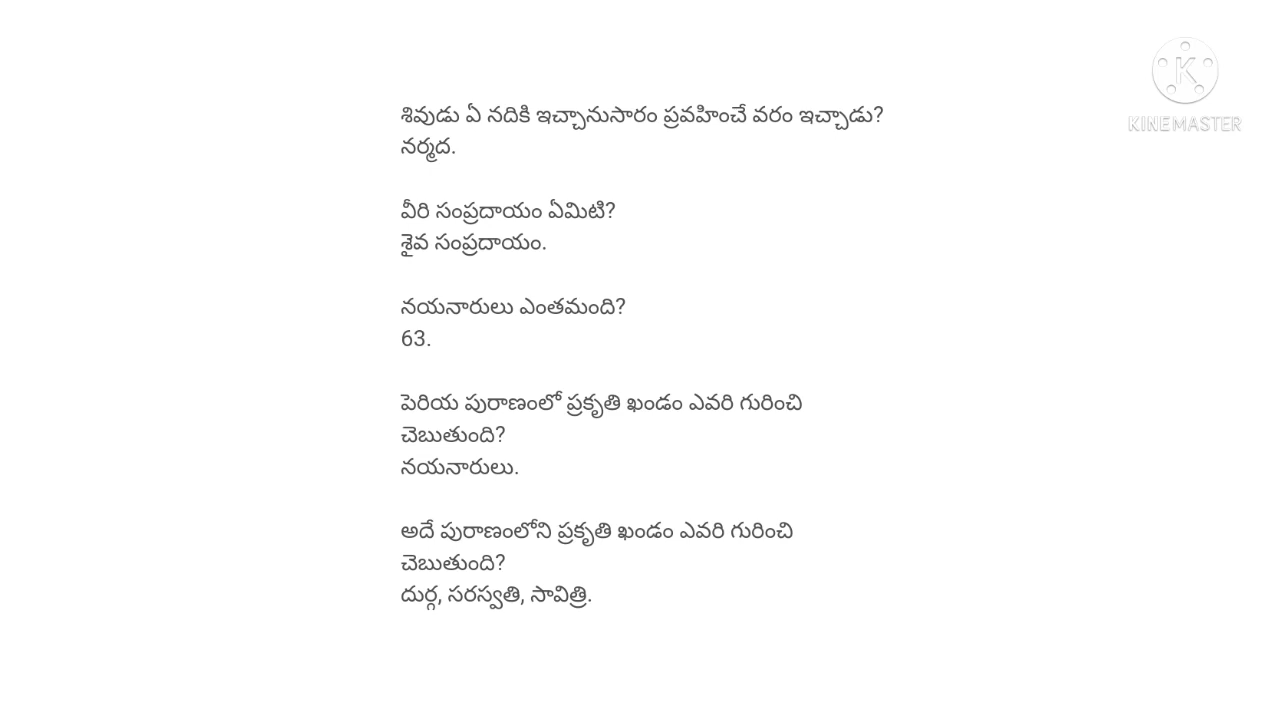 KINEMASTER
శివుడు ఏ నదికి ఇచ్చానుసారం ప్రవహించే వరం ఇచ్చాడు?
నర్మద.
వీరి సంప్రదాయం ఏమిటి?
శైవ సంప్రదాయం.
నయనారులు ఎంతమంది?
63.
పెరియ పురాణంలో ప్రకృతి ఖండం ఎవరి గురించి
చెబుతుంది?
నయనారులు.
అదే పురాణంలోని ప్రకృతి ఖండం ఎవరి గురించి
చెబుతుంది?
దుర్గ, సరస్వతి, సావిత్రి.